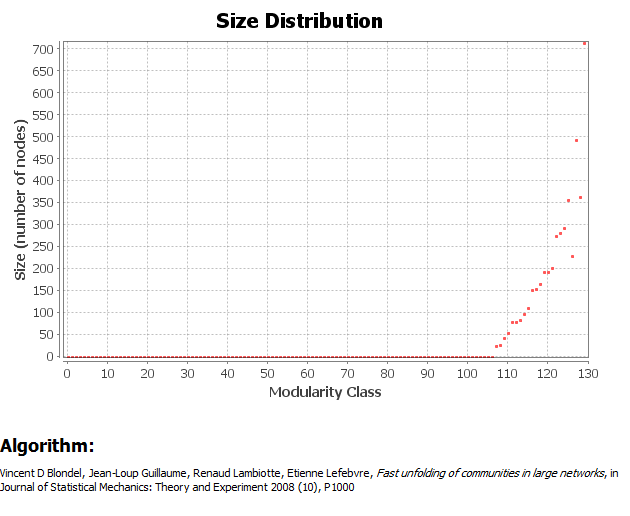 Size Distribution
700
650
600
550
500
450
400
350
300
250
200
150
100
50
0
Size (number of nodes)
0 10 20 30 40 50 60 70 80 90 100 110 120 130
Modularity Class
Algorithm:
Vincent D Blondel, Jean-Loup Guillaume, Renaud Lambiotte, Etienne Lefebvre, Fast unfolding of communities in large networks, in
Journal of Statistical Mechanics: Theory and Experiment 2008 (10), P1000